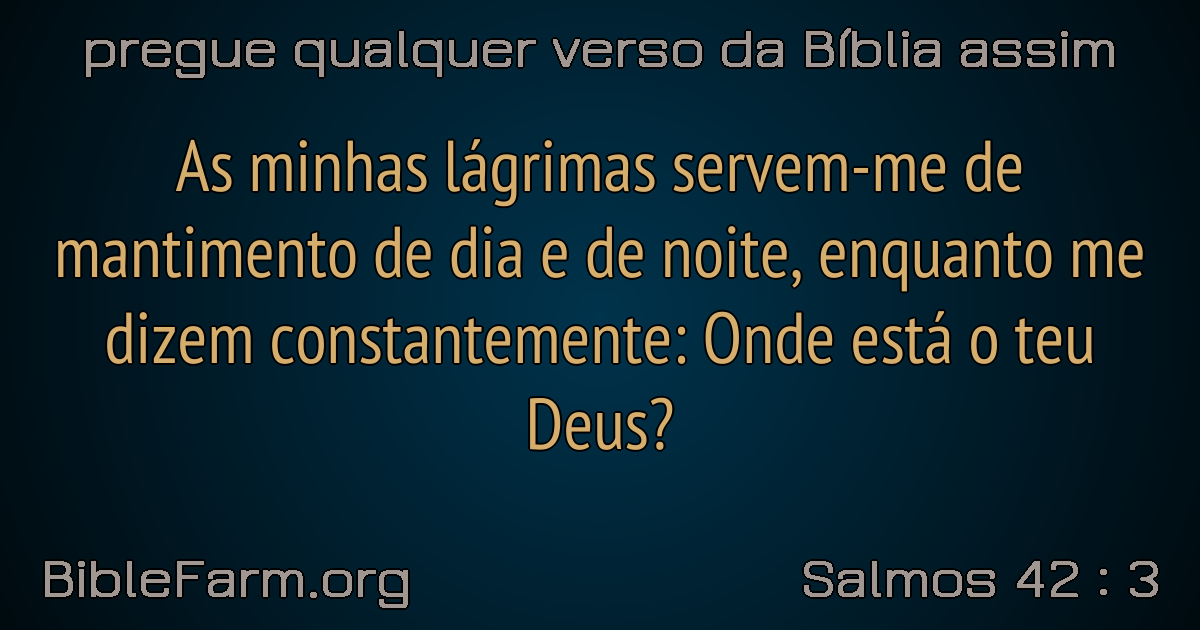 pregue qualquer verso da Bíblia assim
As minhas lágrimas servem-me de
mantimento de dia e de noite, enquanto me
dizem constantemente: Onde está o teu
Deus?
BibleFarm.org
Salmos 42 : 3